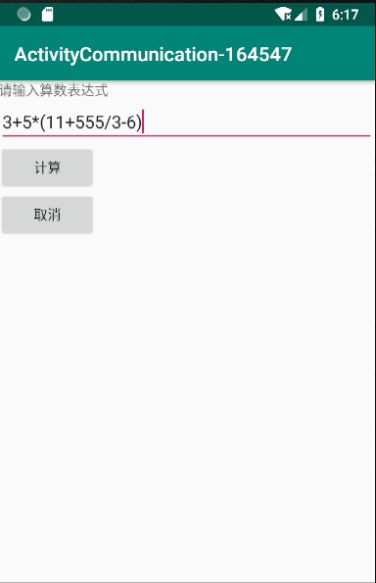 6:17
ActivityCommunication-164547
请输入算数表达式
3+5*(11+555/3-6)
计算
取消